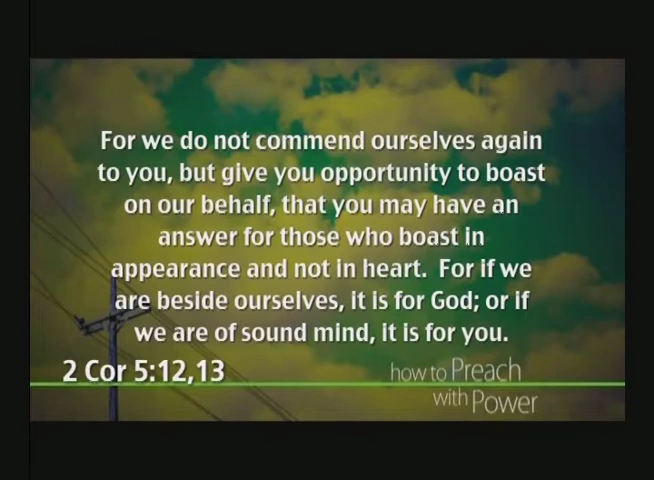 For we do not commend ourselves again
to you, but give you opportunity to boast
on our behalf, that you may have an
answer for those who boast in
appearance and not in heart. For if we
are beside ourselves, it is for God; or if
we are of sound mind, it is for you.
2 Cor 5:12,13
how to Preach
with Power